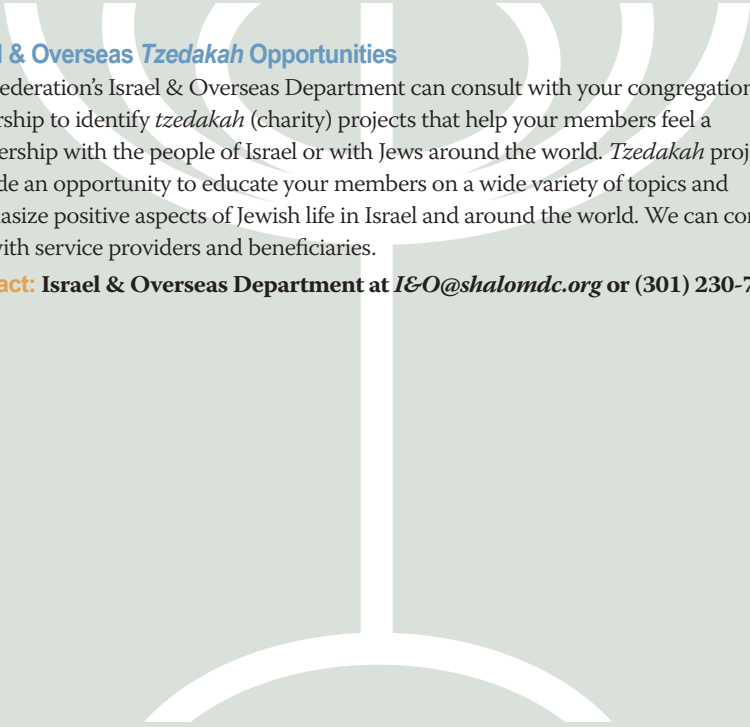 l & Overseas Tzedakah Opportunities
ederation's Israel & Overseas Department can consult with your congregation
rship to identify tzedakah (charity) projects that help your members feel a
ership with the people of Israel or with Jews around the world. Tzedakah proj
de an opportunity to educate your members on a wide variety of topics and
asize positive aspects of Jewish life in Israel and around the world. We can con
with service providers and beneficiaries.
act: Israel & Overseas Department at I&O@shalomdc.org or (301) 230-7